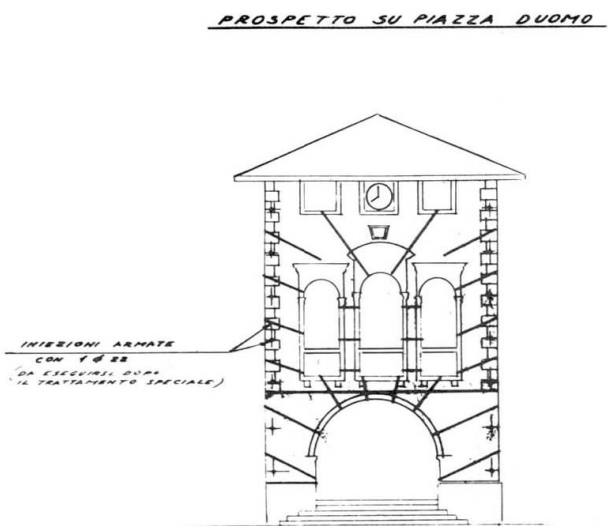 PROSPETTO SU PIAZZA DUOMO
INIEZIONI ARMATE
CON 1 Ø 22
(DA ESEGUIRSI DOPO
IL TRATTAMENTO SPECIALE)